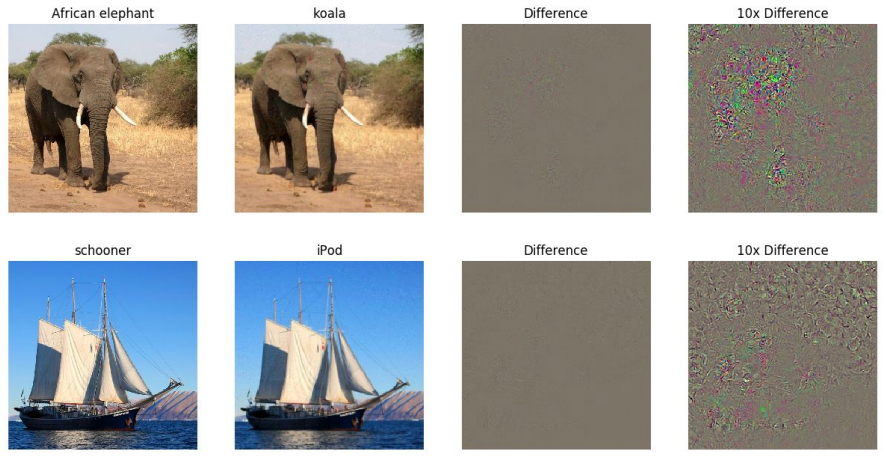 African elephant
koala
Difference
10x Difference
schooner
iPod
Difference
10x Difference